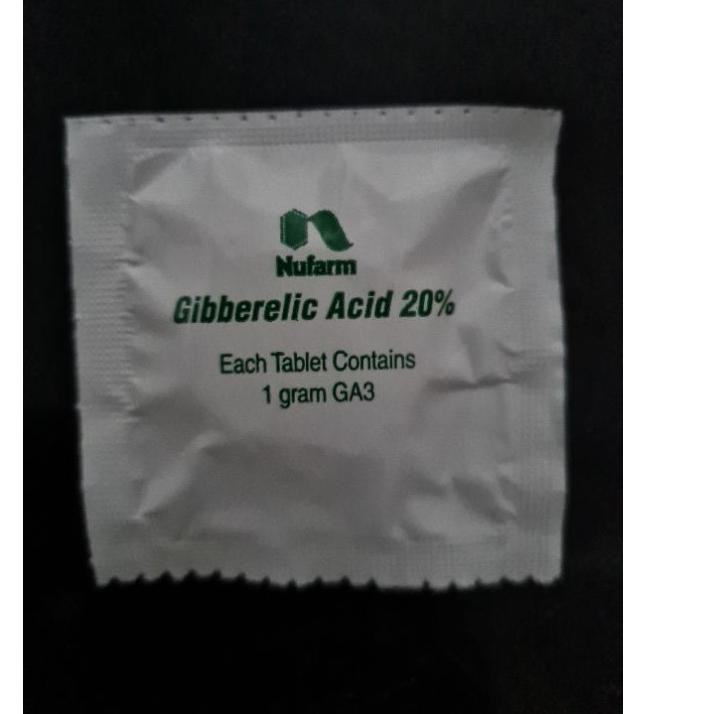 Nufarm
Gibberelic Acid 20%
Each Tablet Contains
1 gram GA3